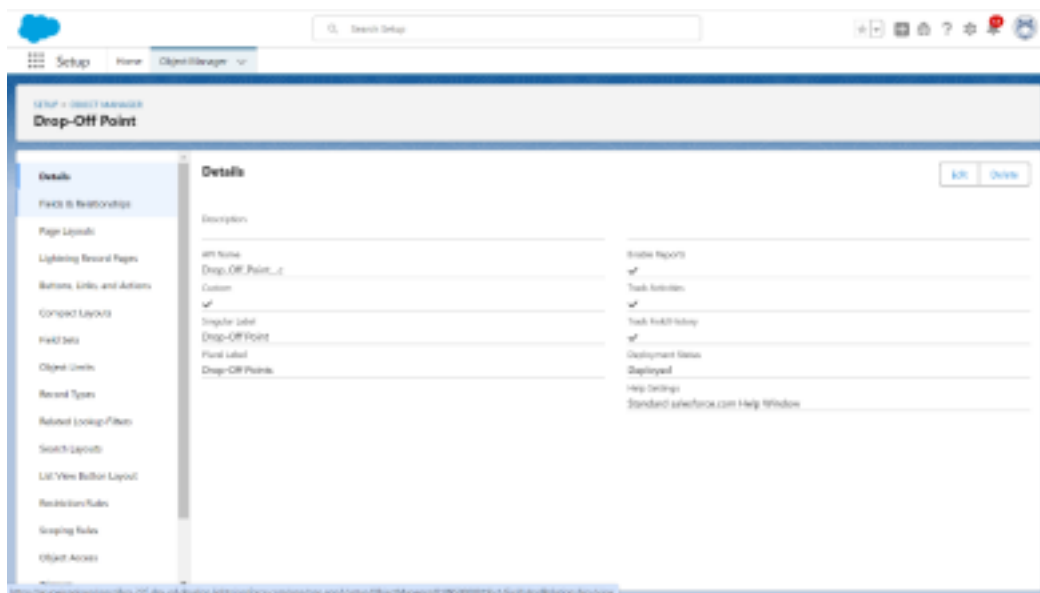 Search Setup
Setup
Home
Object Manager
SETUP > OBJECT MANAGER
Drop-Off Point
Details
Fields & Relationships
Page Layouts
Lightning Record Pages
Buttons, Links, and Actions
Compact Layouts
Field Sets
Object Limits
Record Types
Related Lookup Filters
Search Layouts
List View Button Layout
Restriction Rules
Scoping Rules
Object Access
Details
Edit
Delete
Description
API Name
Drop_Off_Point__c
Custom
Singular Label
Drop-Off Point
Plural Label
Drop-Off Points
Enable Reports
Track Activities
Track Field History
Deployment Status
Deployed
Help Settings
Standard salesforce.com Help Window